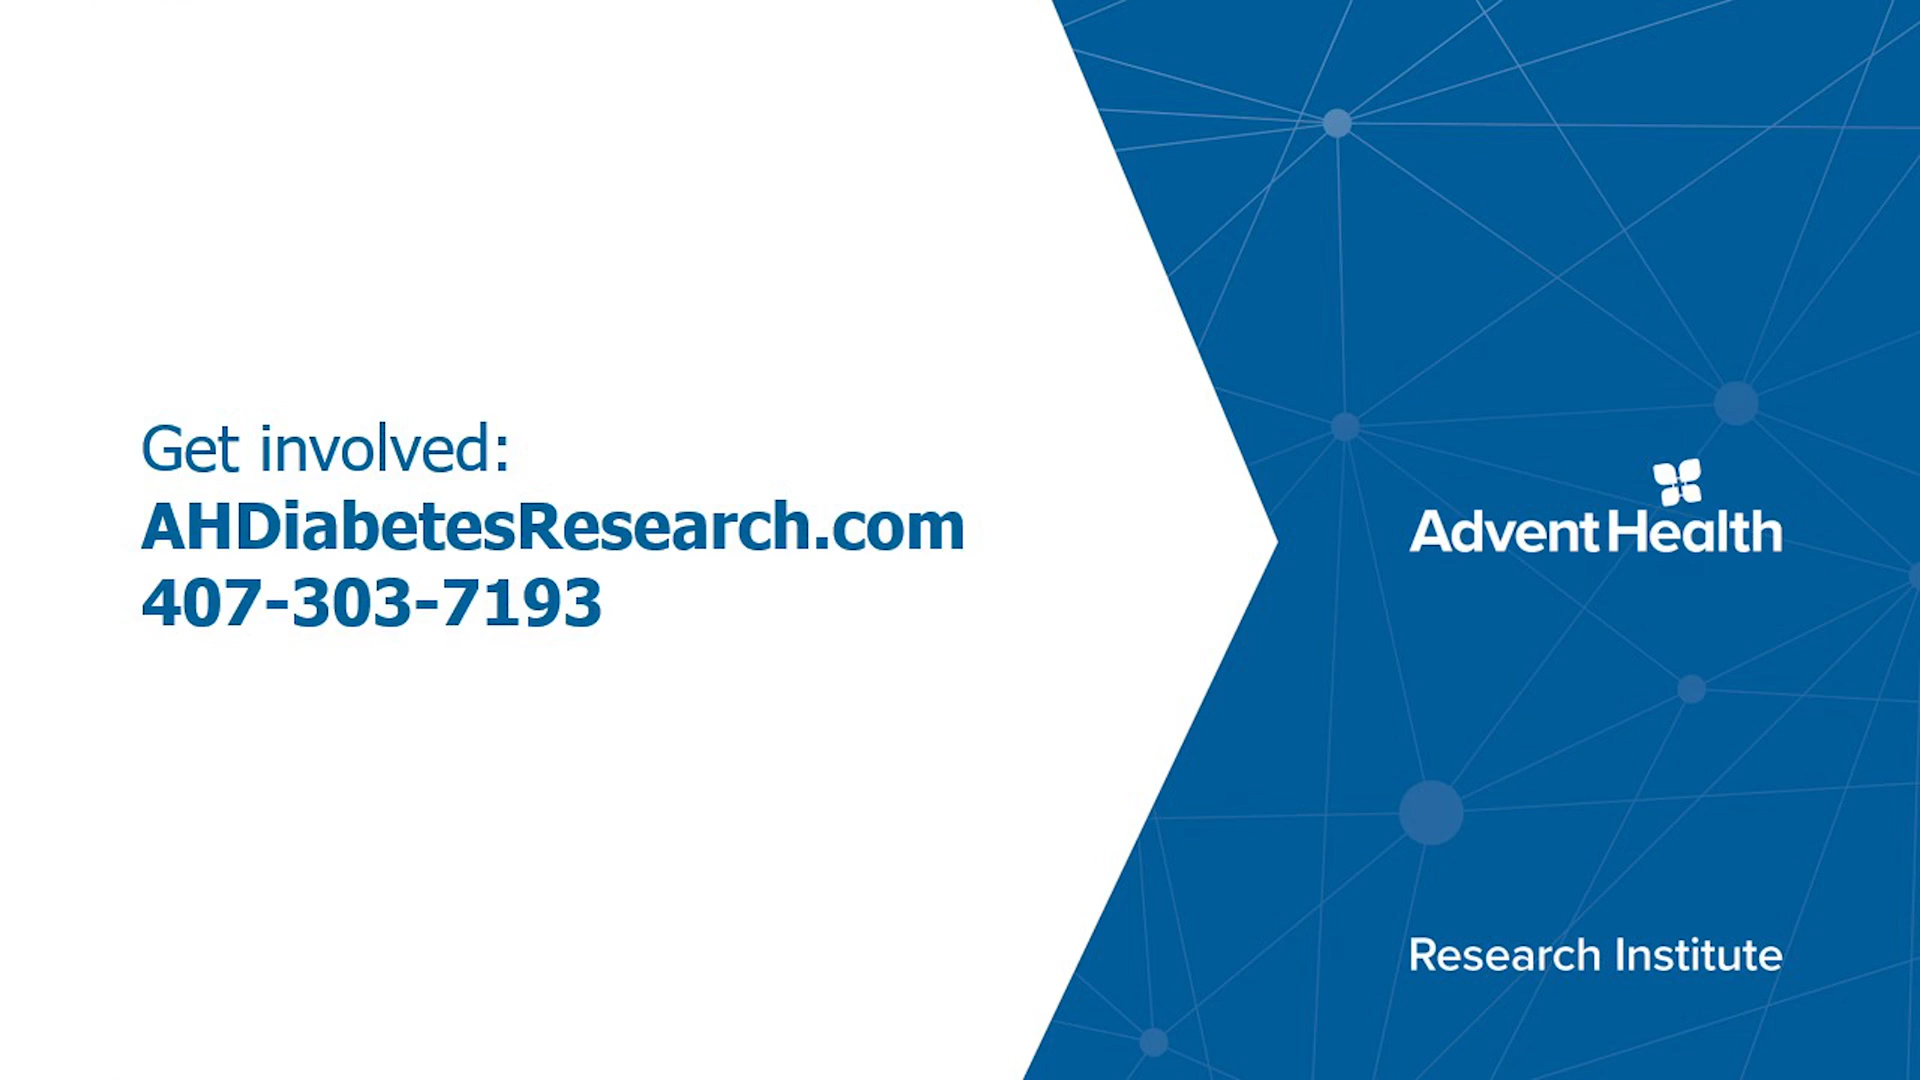 Get involved:
AHDiabetesResearch.com
407-303-7193
AdventHealth
Research Institute